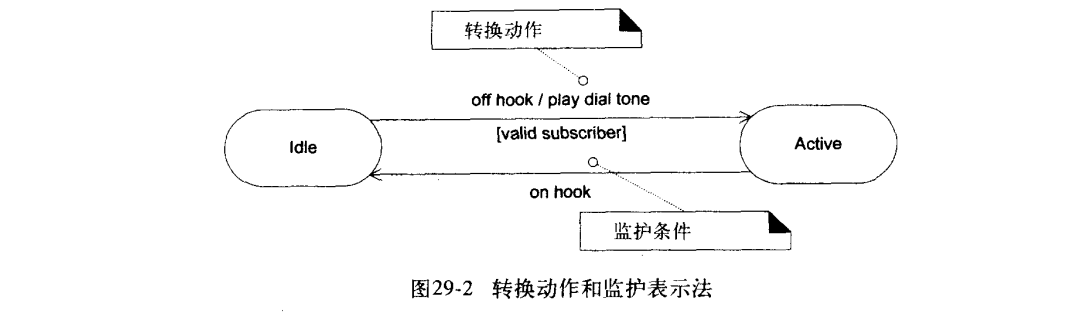 转换动作
off hook / play dial tone
[valid subscriber]
Idle
Active
on hook
监护条件
图29-2 转换动作和监护表示法